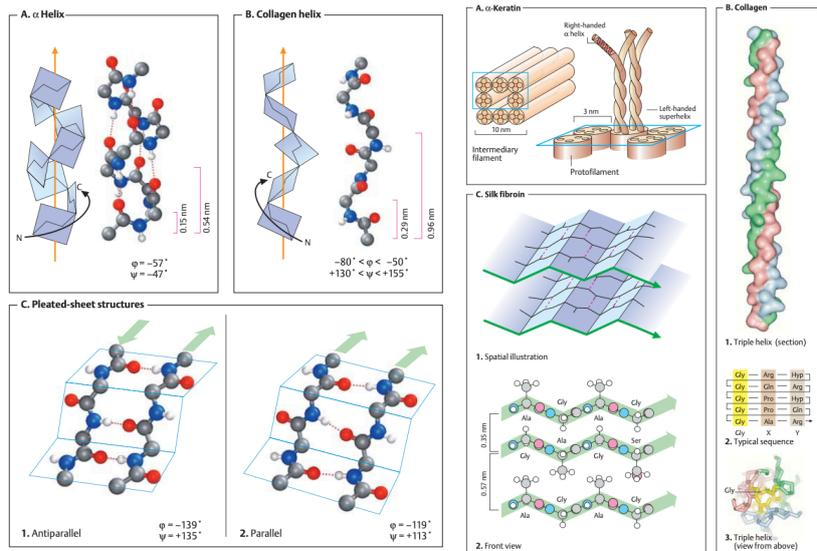 A. α Helix
C
N
0.15 nm
0.54 nm
φ = –57°
ψ = –47°
B. Collagen helix
C
N
0.29 nm
0.96 nm
–80° < φ < –50°
+130° < ψ < +155°
C. Pleated-sheet structures
1. Antiparallel
φ = –139°
ψ = +135°
2. Parallel
φ = –119°
ψ = +113°
A. α-Keratin
Right-handed
α helix
3 nm
Left-handed
superhelix
10 nm
Intermediary
filament
Protofilament
C. Silk fibroin
1. Spatial illustration
Gly Gly
Ala Ala
0.35 nm
Ala Ser
Gly Gly
0.57 nm
Gly Gly
Ala Ala
2. Front view
B. Collagen
1. Triple helix (section)
Gly Arg Hyp
Gly Gln Arg
Gly Pro Hyp
Gly Pro Gln
Gly Ala Arg
Gly X Y
2. Typical sequence
Gly
3. Triple helix
(view from above)